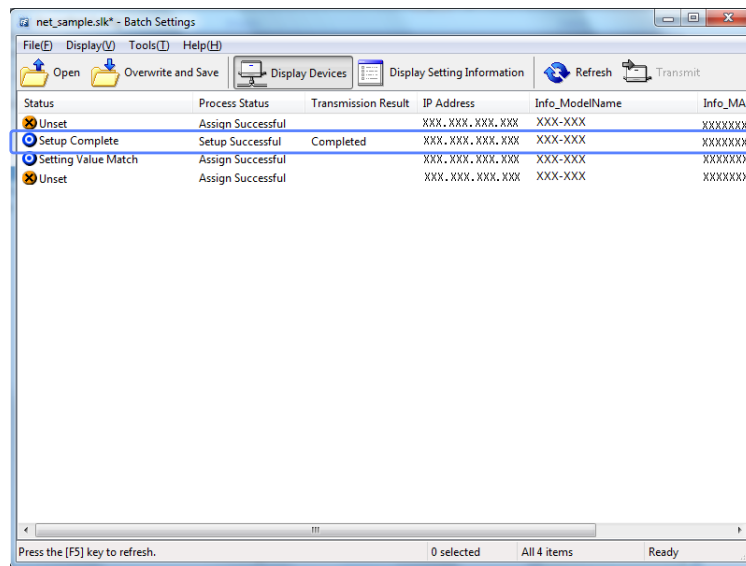 net_sample.slk* - Batch Settings
File(F) Display(V) Tools(T) Help(H)
Open Overwrite and Save Display Devices Display Setting Information Refresh Transmit
Status Process Status Transmission Result IP Address Info_ModelName Info_MA
Unset Assign Successful XXX.XXX.XXX.XXX XXX-XXX XXXXXXX
Setup Complete Setup Successful Completed XXX.XXX.XXX.XXX XXX-XXX XXXXXXX
Setting Value Match Assign Successful XXX.XXX.XXX.XXX XXX-XXX XXXXXXX
Unset Assign Successful XXX.XXX.XXX.XXX XXX-XXX XXXXXXX
Press the [F5] key to refresh. 0 selected All 4 items Ready